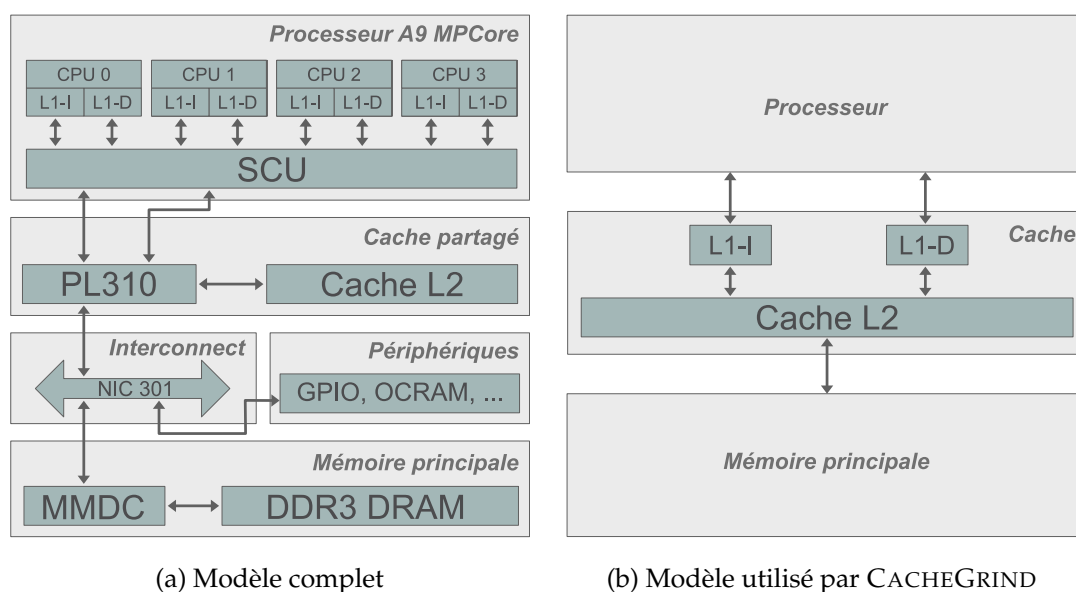 Processeur A9 MPCore
CPU 0 CPU 1 CPU 2 CPU 3
L1-I L1-D L1-I L1-D L1-I L1-D L1-I L1-D
SCU
Cache partagé
PL310 Cache L2
Interconnect
NIC 301
Périphériques
GPIO, OCRAM, ...
Mémoire principale
MMDC DDR3 DRAM
(a) Modèle complet
Processeur
Cache
L1-I L1-D
Cache L2
Mémoire principale
(b) Modèle utilisé par CACHEGRIND